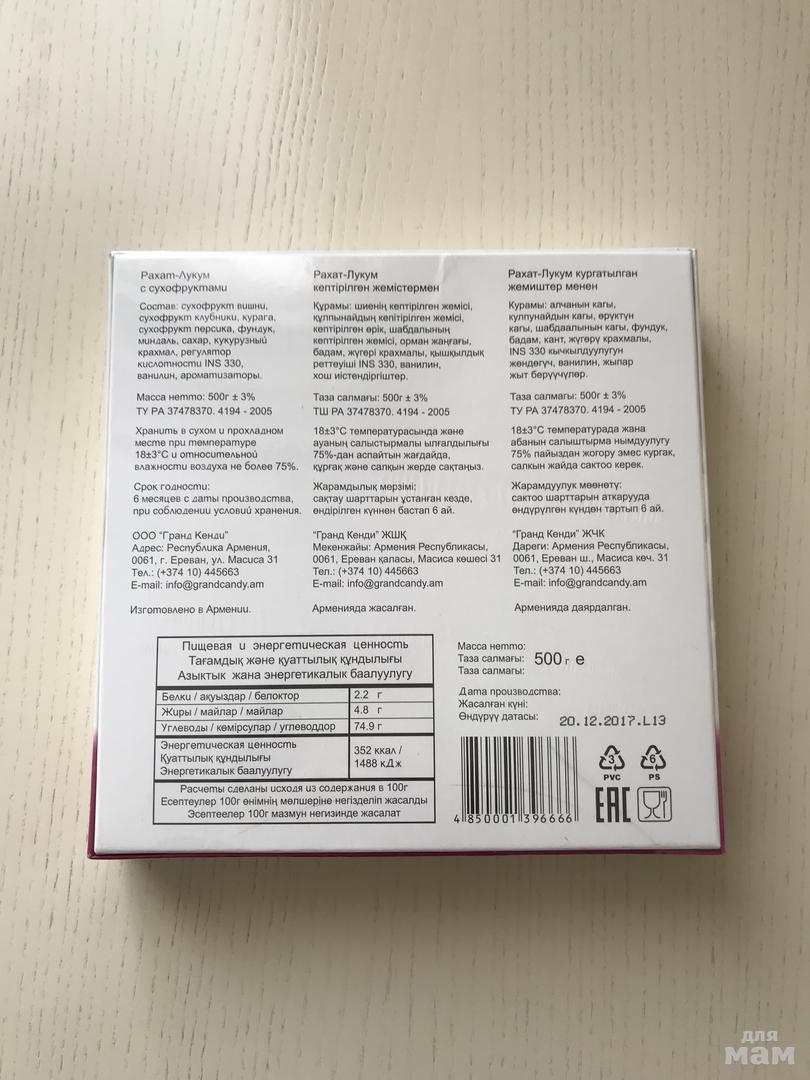 Рахат-Лукум
с сухофруктами
Состав: сухофрукт вишни,
сухофрукт клубники, курага,
сухофрукт персика, фундук,
миндаль, сахар, кукурузный
крахмал, регулятор
кислотности INS 330,
ванилин, ароматизаторы.
Масса нетто: 500г ± 3%
ТУ РА 37478370. 4194 - 2005
Хранить в сухом и прохладном
месте при температуре
18±3°С и относительной
влажности воздуха не более 75%.
Срок годности:
6 месяцев с даты производства,
при соблюдении условий хранения.
ООО "Гранд Кенди"
Адрес: Республика Армения,
0061, г. Ереван, ул. Масиса 31
Тел.: (+374 10) 445663
E-mail: info@grandcandy.am
Изготовлено в Армении.
Рахат-Лукум
кептірілген жемістермен
Құрамы: шиенің кептірілген жемісі,
құлпынайдың кепітірілген жемісі,
кептірілген өрік, шабдалының
кептірілген жемісі, орман жаңғағы,
бадам, жүгері крахмалы, қышқылдық
реттеуіші INS 330, ванилин,
хош иістендіргіштер.
Таза салмағы: 500г ± 3%
ТШ РА 37478370. 4194 - 2005
18±3°С температурасында және
ауаның салыстырмалы ылғалдылығы
75%-дан аспайтын жағдайда,
құрғақ және салқын жерде сақтаңыз.
Жарамдылық мерзімі:
сақтау шарттарын ұстанған кезде,
өндірілген күннен бастап 6 ай.
"Гранд Кенди" ЖШҚ
Мекенжайы: Армения Республикасы,
0061, Ереван қаласы, Масиса көшесі 31
Тел.: (+374 10) 445663
E-mail: info@grandcandy.am
Арменияда жасалған.
Рахат-Лукум кургатылган
жемиштер менен
Курамы: алчанын кагы,
кулпунайдын кагы, өрүктүн
кагы, шабдаалынын кагы, фундук,
бадам, кант, жүгөрү крахмалы,
INS 330 кычкылдуулугун
жөндөгүч, ванилин, жыпар
жыт берүүчүлөр.
Таза салмагы: 500г ± 3%
ТУ РА 37478370. 4194 - 2005
18±3°С температурада жана
абанын салыштырма нымдуулугу
75% пайыздан жогору эмес кургак,
салкын жайда сактоо керек.
Жарамдуулук мөөнөтү:
сактоо шарттарын аткарууда
өндүрүлгөн күндөн тартып 6 ай.
"Гранд Кенди" ЖЧК
Дареги: Армения Республикасы,
0061, Ереван ш., Масиса көч. 31
Тел.: (+374 10) 445663
E-mail: info@grandcandy.am
Арменияда даярдалган.
Пищевая и энергетическая ценность
Тағамдық және қуаттылық құндылығы
Азыктык жана энергетикалык баалуулугу
Белки / ақуыздар / белоктор 2.2 г
Жиры / майлар / майлар 4.8 г
Углеводы / көмірсулар / углеводдор 74.9 г
Энергетическая ценность
Қуаттылық құндылығы
Энергетикалык баалуулугу
352 ккал /
1488 кДж
Расчеты сделаны исходя из содержания в 100г
Есептеулер 100г өнімнің мөлшеріне негізделіп жасалды
Эсептеелер 100г мазмун негизинде жасалат
Масса нетто:
Таза салмағы: 500 г е
Таза салмагы:
Дата производства:
Жасалған күні:
Өндүрүү датасы: 20.12.2017.L13
4 850001 396666
3 6
PVC PS
EAC
для
мам